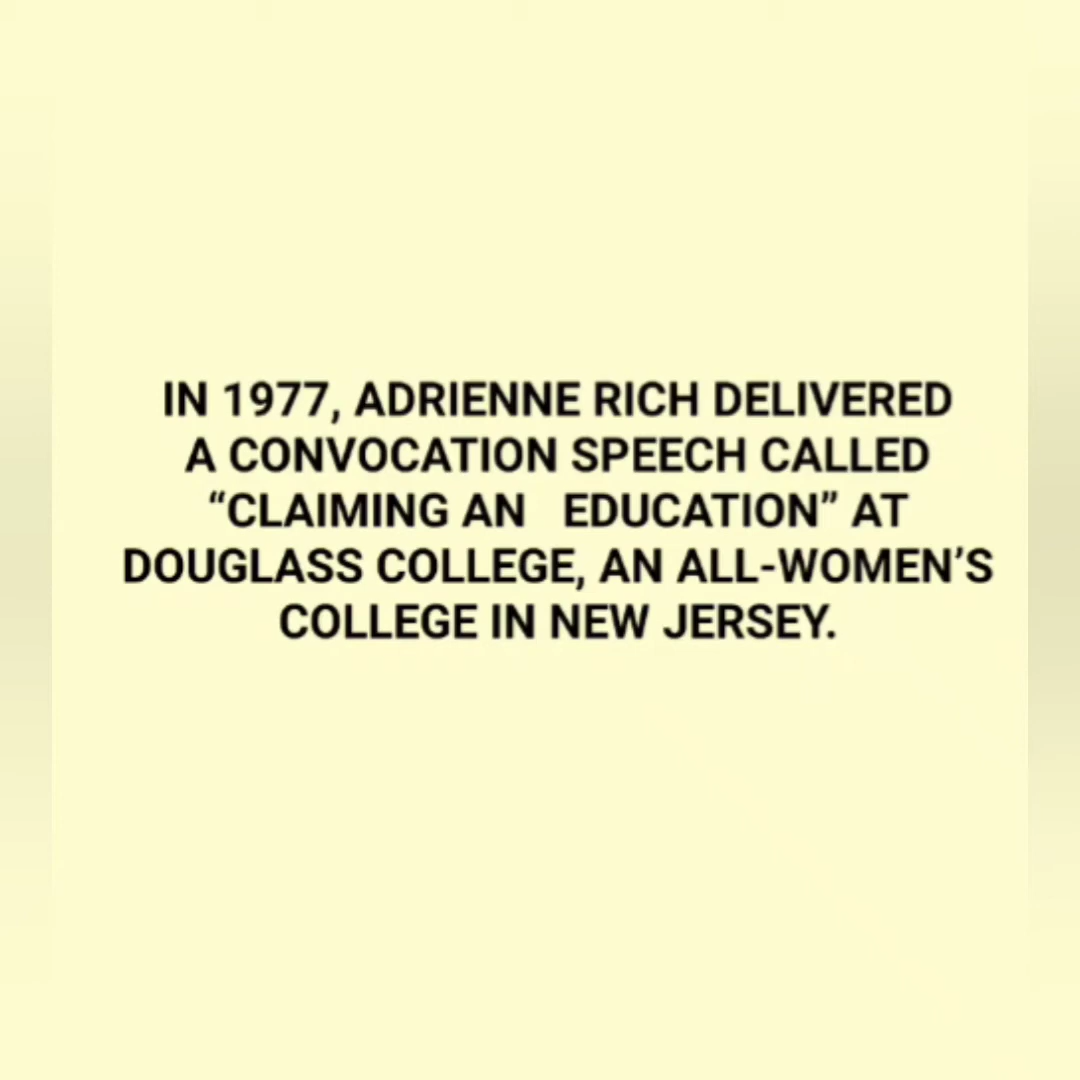 IN 1977, ADRIENNE RICH DELIVERED
A CONVOCATION SPEECH CALLED
“CLAIMING AN   EDUCATION” AT
DOUGLASS COLLEGE, AN ALL-WOMEN’S
COLLEGE IN NEW JERSEY.